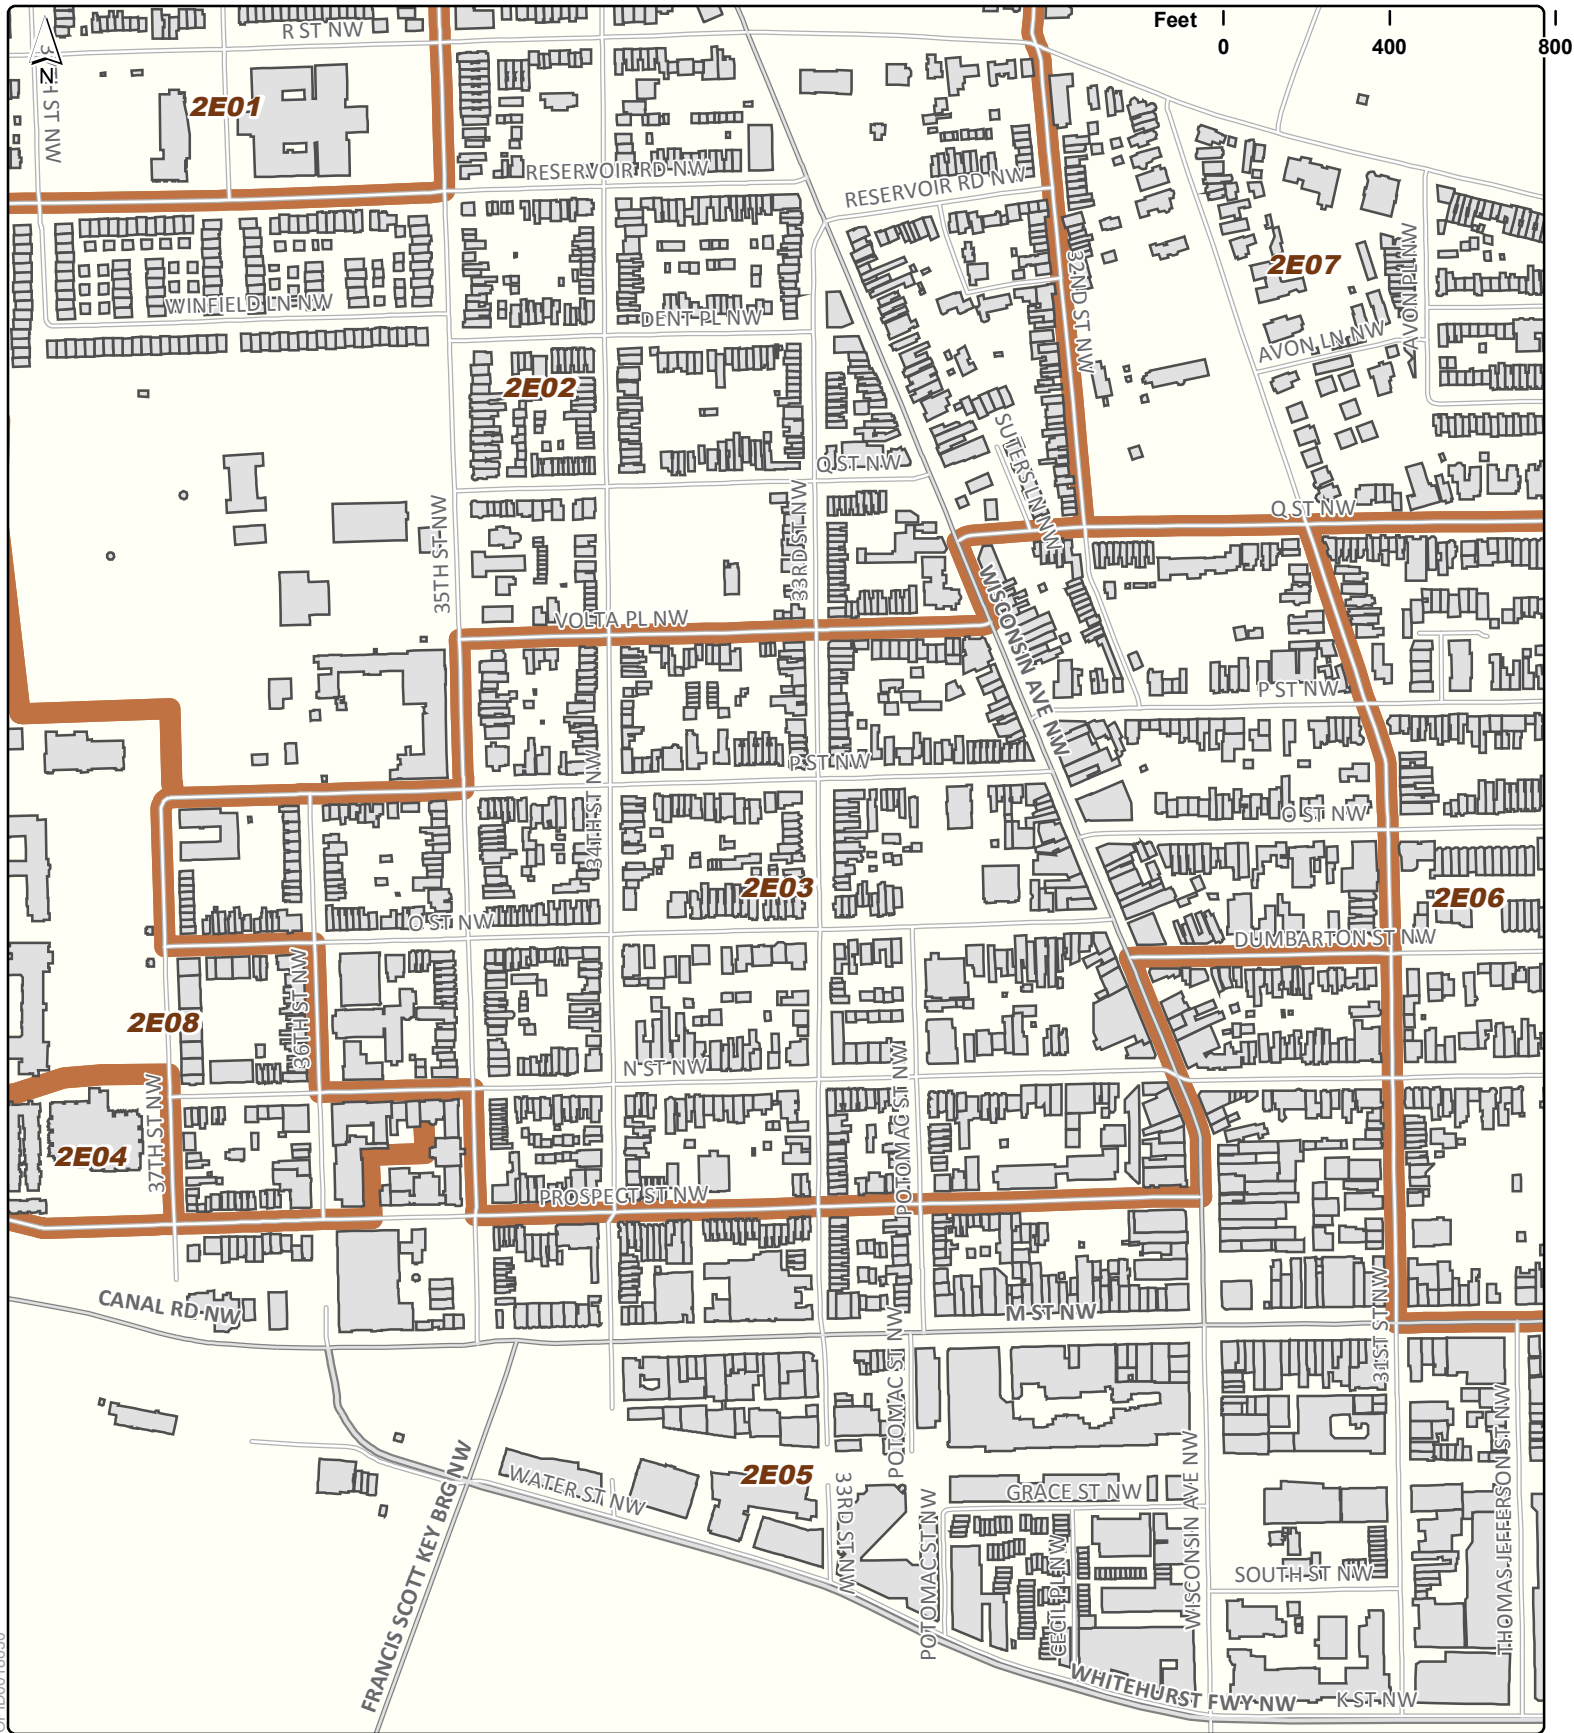 Feet
0 400 800
N
R ST NW
2E01
RESERVOIR RD NW
RESERVOIR RD NW
32ND ST NW
2E07
AVON PL NW
WINFIELD LN NW
DENT PL NW
AVON LN NW
2E02
SUTER'S LN NW
Q ST NW
Q ST NW
35TH ST NW
33RD ST NW
VOLTA PL NW
WISCONSIN AVE NW
P ST NW
P ST NW
34TH ST NW
O ST NW
2E03
2E06
O ST NW
DUMBARTON ST NW
36TH ST NW
2E08
N ST NW
POTOMAC ST NW
37TH ST NW
2E04
PROSPECT ST NW
CANAL RD NW
M ST NW
31ST ST NW
POTOMAC ST NW
THOMAS JEFFERSON ST NW
FRANCIS SCOTT KEY BRG NW
WATER ST NW
2E05
33RD ST NW
GRACE ST NW
WISCONSIN AVE NW
POTOMAC ST NW
CECIL PL NW
SOUTH ST NW
WHITEHURST FWY NW
K ST NW